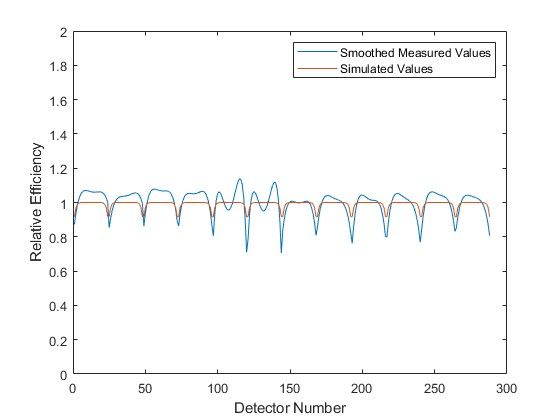 Smoothed Measured Values
Simulated Values
2
1.8
1.6
1.4
1.2
1
0.8
0.6
0.4
0.2
0
Relative Efficiency
0 50 100 150 200 250 300
Detector Number